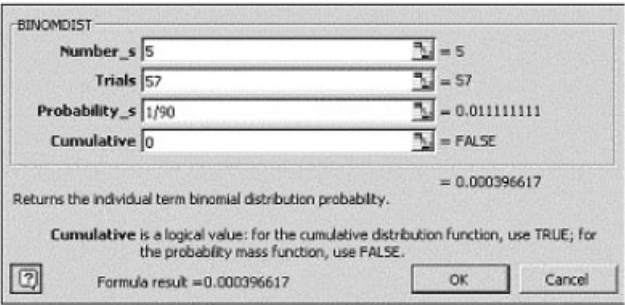 BINOMDIST
Number_s 5 = 5
Trials 57 = 57
Probability_s 1/90 = 0.011111111
Cumulative 0 = FALSE
= 0.000396617
Returns the individual term binomial distribution probability.
Cumulative is a logical value: for the cumulative distribution function, use TRUE; for
the probability mass function, use FALSE.
? Formula result =0.000396617 OK Cancel